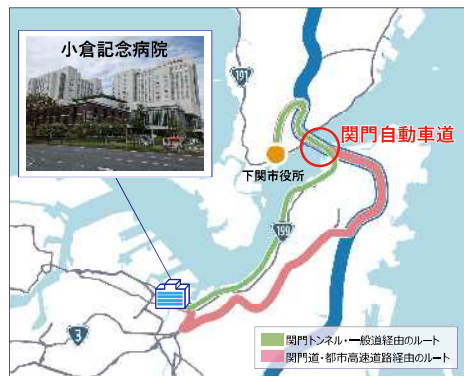 小倉記念病院
191
関門自動車道
下関市役所
199
3
関門トンネル・一般道経由のルート
関門道・都市高速道路経由のルート